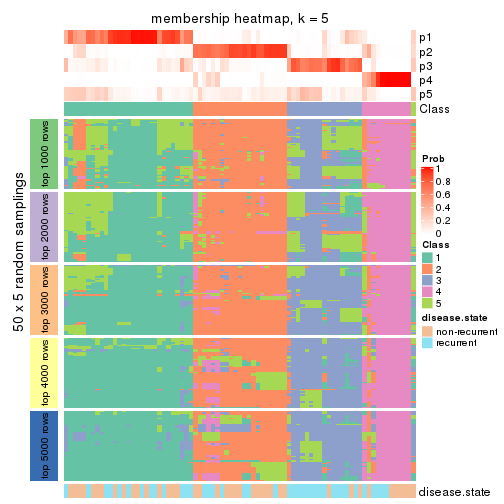 membership heatmap, k = 5
p1
p2
p3
p4
p5
Class
50 x 5 random samplings
top 1000 rows
top 2000 rows
top 3000 rows
top 4000 rows
top 5000 rows
disease.state
Prob
1
0.8
0.6
0.4
0.2
0
Class
1
2
3
4
5
disease.state
non-recurrent
recurrent